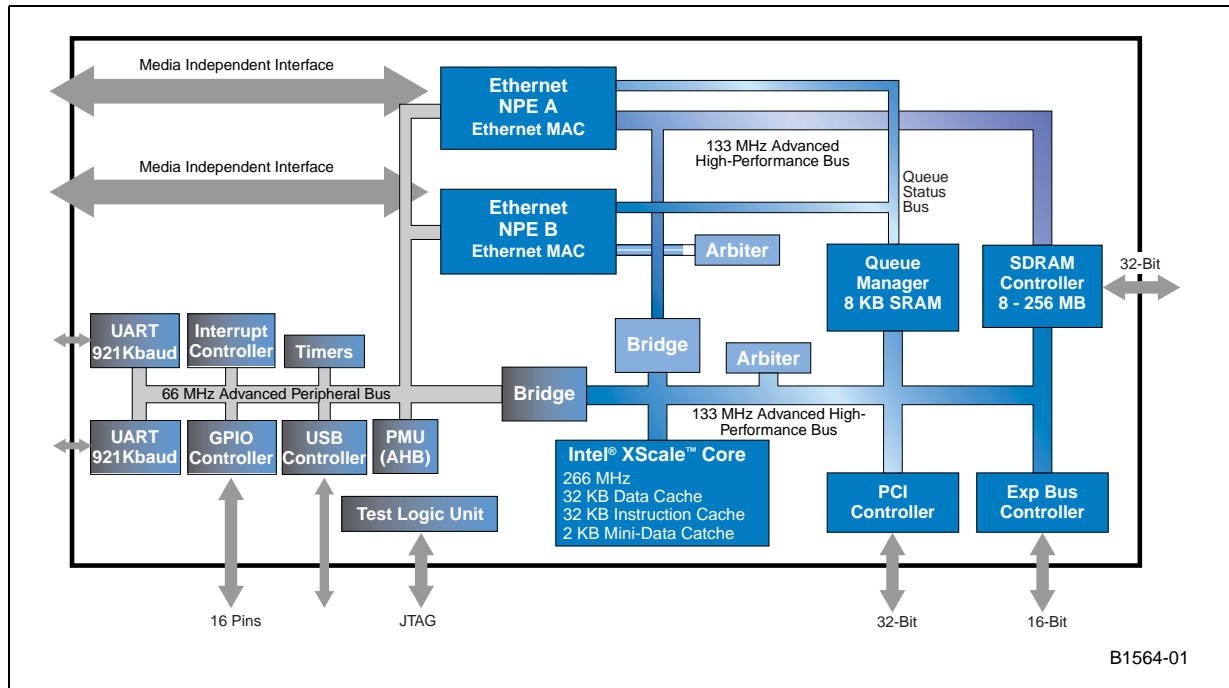 Media Independent Interface
Ethernet
NPE A
Ethernet MAC
133 MHz Advanced
High-Performance Bus
Media Independent Interface
Queue
Status
Bus
Ethernet
NPE B
Ethernet MAC
Arbiter
Queue
Manager
8 KB SRAM
SDRAM
Controller
8 - 256 MB
32-Bit
UART
921Kbaud
Interrupt
Controller
Timers
Bridge
Arbiter
66 MHz Advanced Peripheral Bus
Bridge
133 MHz Advanced High-
Performance Bus
UART
921Kbaud
GPIO
Controller
USB
Controller
PMU
(AHB)
Intel® XScale™ Core
266 MHz
32 KB Data Cache
32 KB Instruction Cache
2 KB Mini-Data Catche
PCI
Controller
Exp Bus
Controller
Test Logic Unit
16 Pins
JTAG
32-Bit
16-Bit
B1564-01